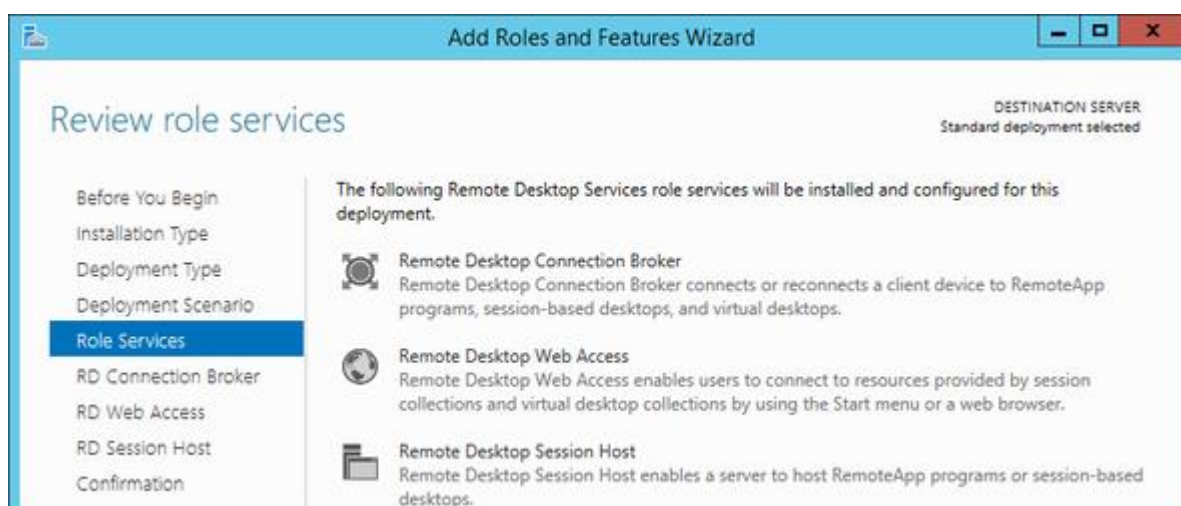 Add Roles and Features Wizard
Review role services
DESTINATION SERVER
Standard deployment selected
Before You Begin
Installation Type
Deployment Type
Deployment Scenario
Role Services
RD Connection Broker
RD Web Access
RD Session Host
Confirmation
The following Remote Desktop Services role services will be installed and configured for this
deployment.
Remote Desktop Connection Broker
Remote Desktop Connection Broker connects or reconnects a client device to RemoteApp
programs, session-based desktops, and virtual desktops.
Remote Desktop Web Access
Remote Desktop Web Access enables users to connect to resources provided by session
collections and virtual desktop collections by using the Start menu or a web browser.
Remote Desktop Session Host
Remote Desktop Session Host enables a server to host RemoteApp programs or session-based
desktops.